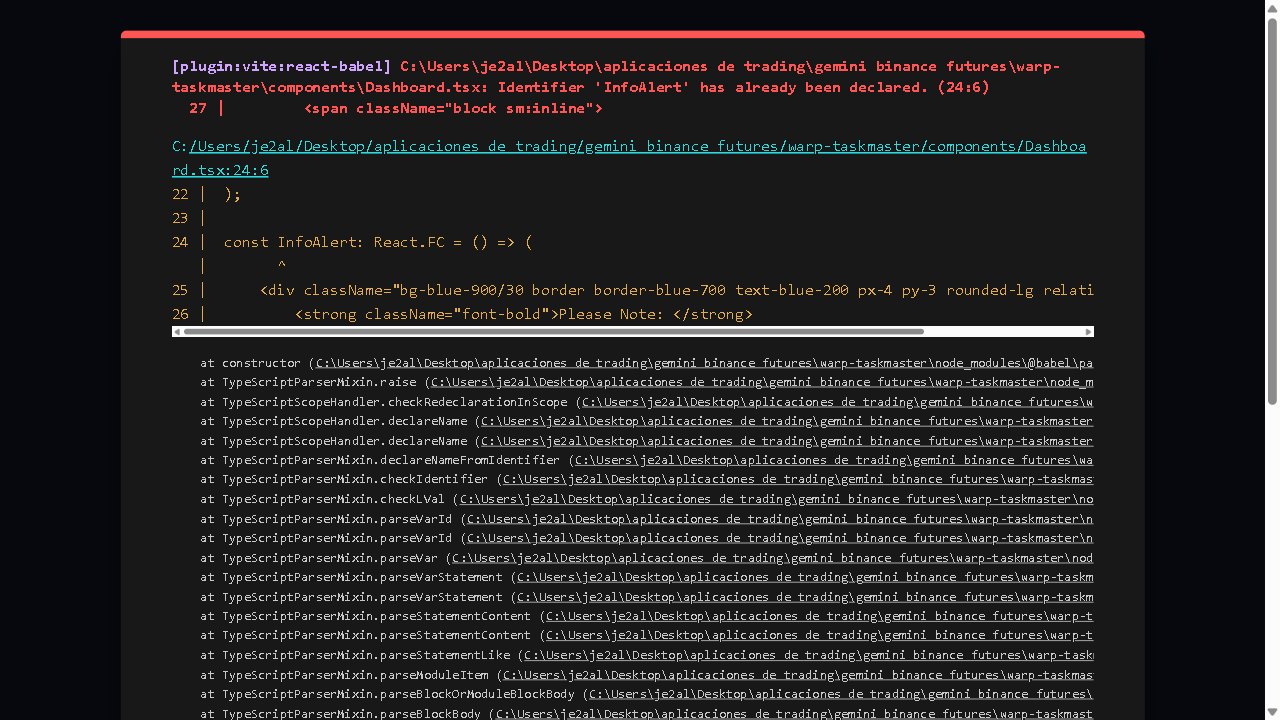 [plugin:vite:react-babel] C:\Users\je2al\Desktop\aplicaciones de trading\gemini binance futures\warp-
taskmaster\components\Dashboard.tsx: Identifier 'InfoAlert' has already been declared. (24:6)
  27 |         <span className="block sm:inline">
C:/Users/je2al/Desktop/aplicaciones de trading/gemini binance futures/warp-taskmaster/components/Dashboa
rd.tsx:24:6
22 |  );
23 |
24 |  const InfoAlert: React.FC = () => (
   |        ^
25 |      <div className="bg-blue-900/30 border border-blue-700 text-blue-200 px-4 py-3 rounded-lg relati
26 |          <strong className="font-bold">Please Note: </strong>
at constructor (C:\Users\je2al\Desktop\aplicaciones de trading\gemini binance futures\warp-taskmaster\node_modules\@babel\pa
at TypeScriptParserMixin.raise (C:\Users\je2al\Desktop\aplicaciones de trading\gemini binance futures\warp-taskmaster\node_m
at TypeScriptScopeHandler.checkRedeclarationInScope (C:\Users\je2al\Desktop\aplicaciones de trading\gemini binance futures\w
at TypeScriptScopeHandler.declareName (C:\Users\je2al\Desktop\aplicaciones de trading\gemini binance futures\warp-taskmaster
at TypeScriptScopeHandler.declareName (C:\Users\je2al\Desktop\aplicaciones de trading\gemini binance futures\warp-taskmaster
at TypeScriptParserMixin.declareNameFromIdentifier (C:\Users\je2al\Desktop\aplicaciones de trading\gemini binance futures\wa
at TypeScriptParserMixin.checkIdentifier (C:\Users\je2al\Desktop\aplicaciones de trading\gemini binance futures\warp-taskmas
at TypeScriptParserMixin.checkLVal (C:\Users\je2al\Desktop\aplicaciones de trading\gemini binance futures\warp-taskmaster\no
at TypeScriptParserMixin.parseVarId (C:\Users\je2al\Desktop\aplicaciones de trading\gemini binance futures\warp-taskmaster\n
at TypeScriptParserMixin.parseVarId (C:\Users\je2al\Desktop\aplicaciones de trading\gemini binance futures\warp-taskmaster\n
at TypeScriptParserMixin.parseVar (C:\Users\je2al\Desktop\aplicaciones de trading\gemini binance futures\warp-taskmaster\nod
at TypeScriptParserMixin.parseVarStatement (C:\Users\je2al\Desktop\aplicaciones de trading\gemini binance futures\warp-taskm
at TypeScriptParserMixin.parseVarStatement (C:\Users\je2al\Desktop\aplicaciones de trading\gemini binance futures\warp-taskm
at TypeScriptParserMixin.parseStatementContent (C:\Users\je2al\Desktop\aplicaciones de trading\gemini binance futures\warp-t
at TypeScriptParserMixin.parseStatementContent (C:\Users\je2al\Desktop\aplicaciones de trading\gemini binance futures\warp-t
at TypeScriptParserMixin.parseStatementLike (C:\Users\je2al\Desktop\aplicaciones de trading\gemini binance futures\warp-task
at TypeScriptParserMixin.parseModuleItem (C:\Users\je2al\Desktop\aplicaciones de trading\gemini binance futures\warp-taskmas
at TypeScriptParserMixin.parseBlockOrModuleBlockBody (C:\Users\je2al\Desktop\aplicaciones de trading\gemini binance futures\
at TypeScriptParserMixin.parseBlockBody (C:\Users\je2al\Desktop\aplicaciones de trading\gemini binance futures\warp-taskmast